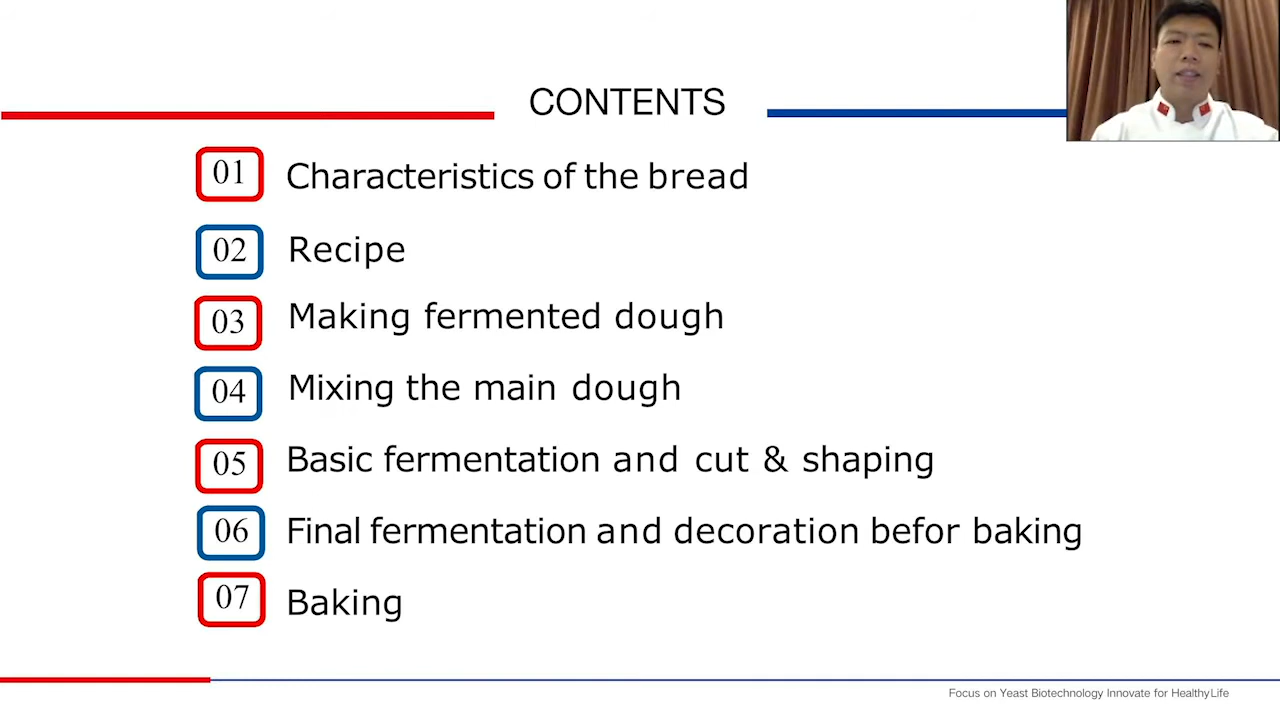 CONTENTS
01 Characteristics of the bread
02 Recipe
03 Making fermented dough
04 Mixing the main dough
05 Basic fermentation and cut & shaping
06 Final fermentation and decoration befor baking
07 Baking
Focus on Yeast Biotechnology Innovate for HealthyLife